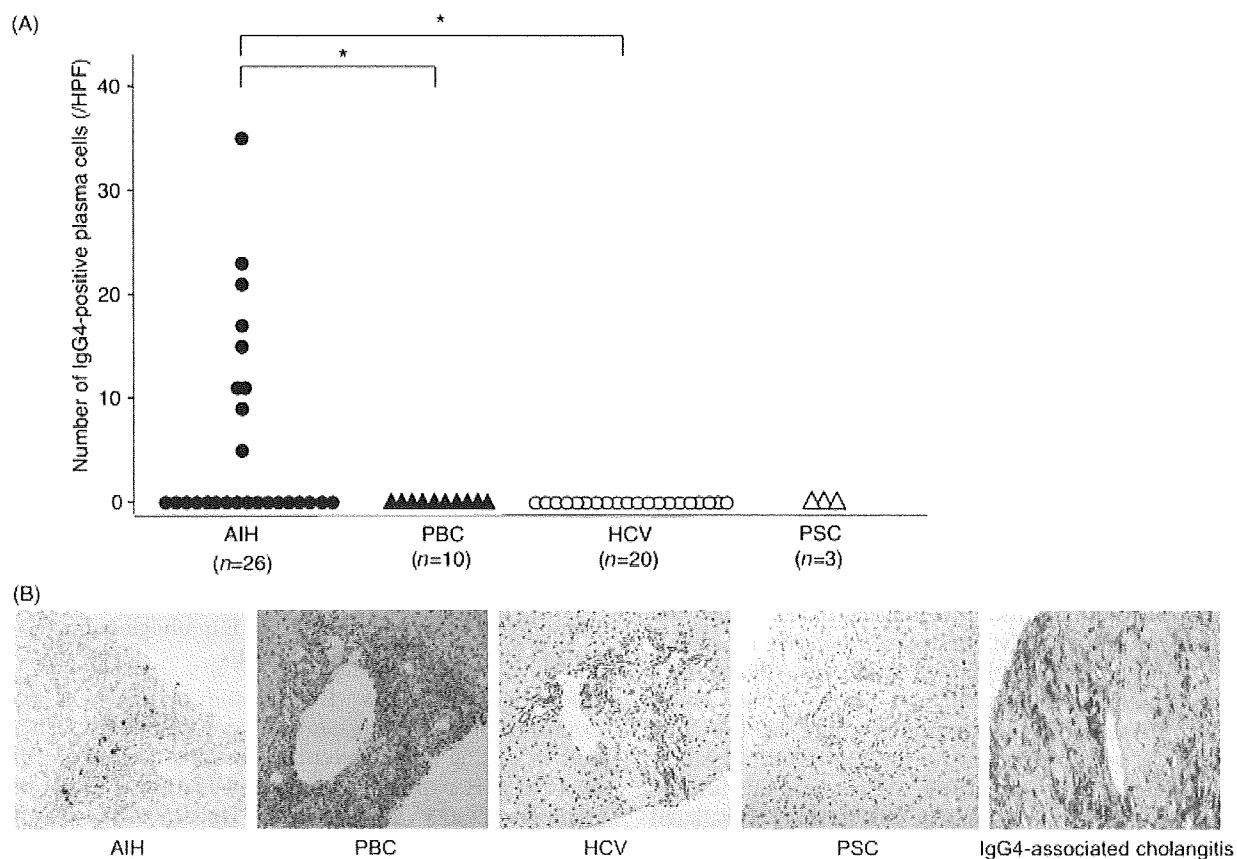 (A)
*
*
Number of IgG4-positive plasma cells (/HPF)
40
30
20
10
0
AIH PBC HCV PSC
(n=26) (n=10) (n=20) (n=3)
(B)
AIH PBC HCV PSC IgG4-associated cholangitis